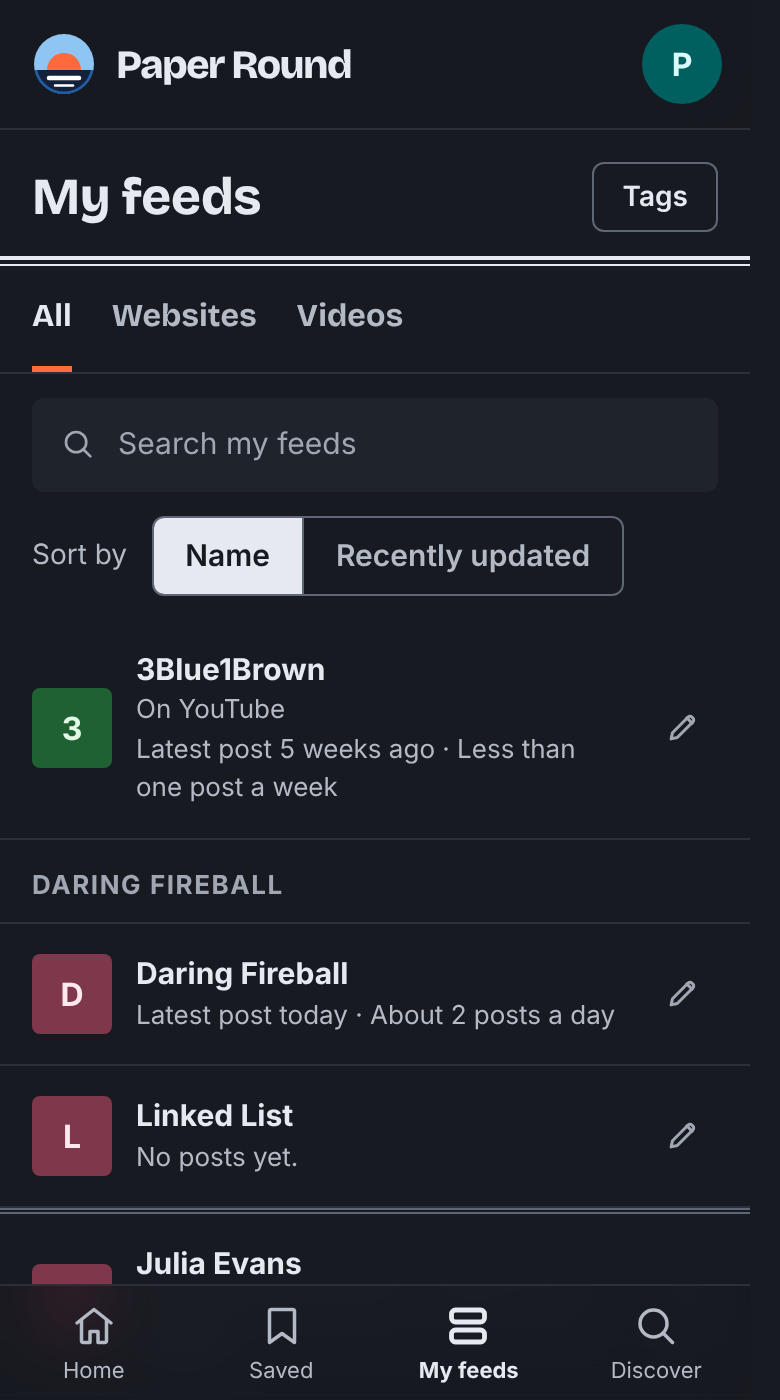 Paper Round
P
My feeds
Tags
All Websites Videos
Search my feeds
Sort by
Name
Recently updated
3
3Blue1Brown
On YouTube
Latest post 5 weeks ago · Less than
one post a week
DARING FIREBALL
D
Daring Fireball
Latest post today · About 2 posts a day
L
Linked List
No posts yet.
Julia Evans
Home
Saved
My feeds
Discover